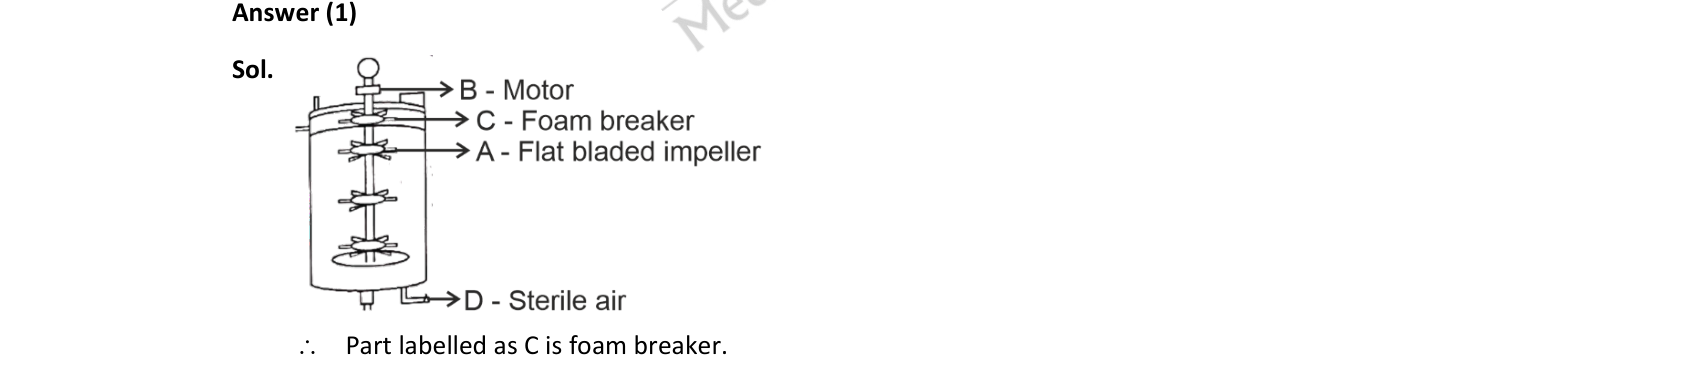 Answer (1)
Sol.
B - Motor
C - Foam breaker
A - Flat bladed impeller
D - Sterile air
∴ Part labelled as C is foam breaker.